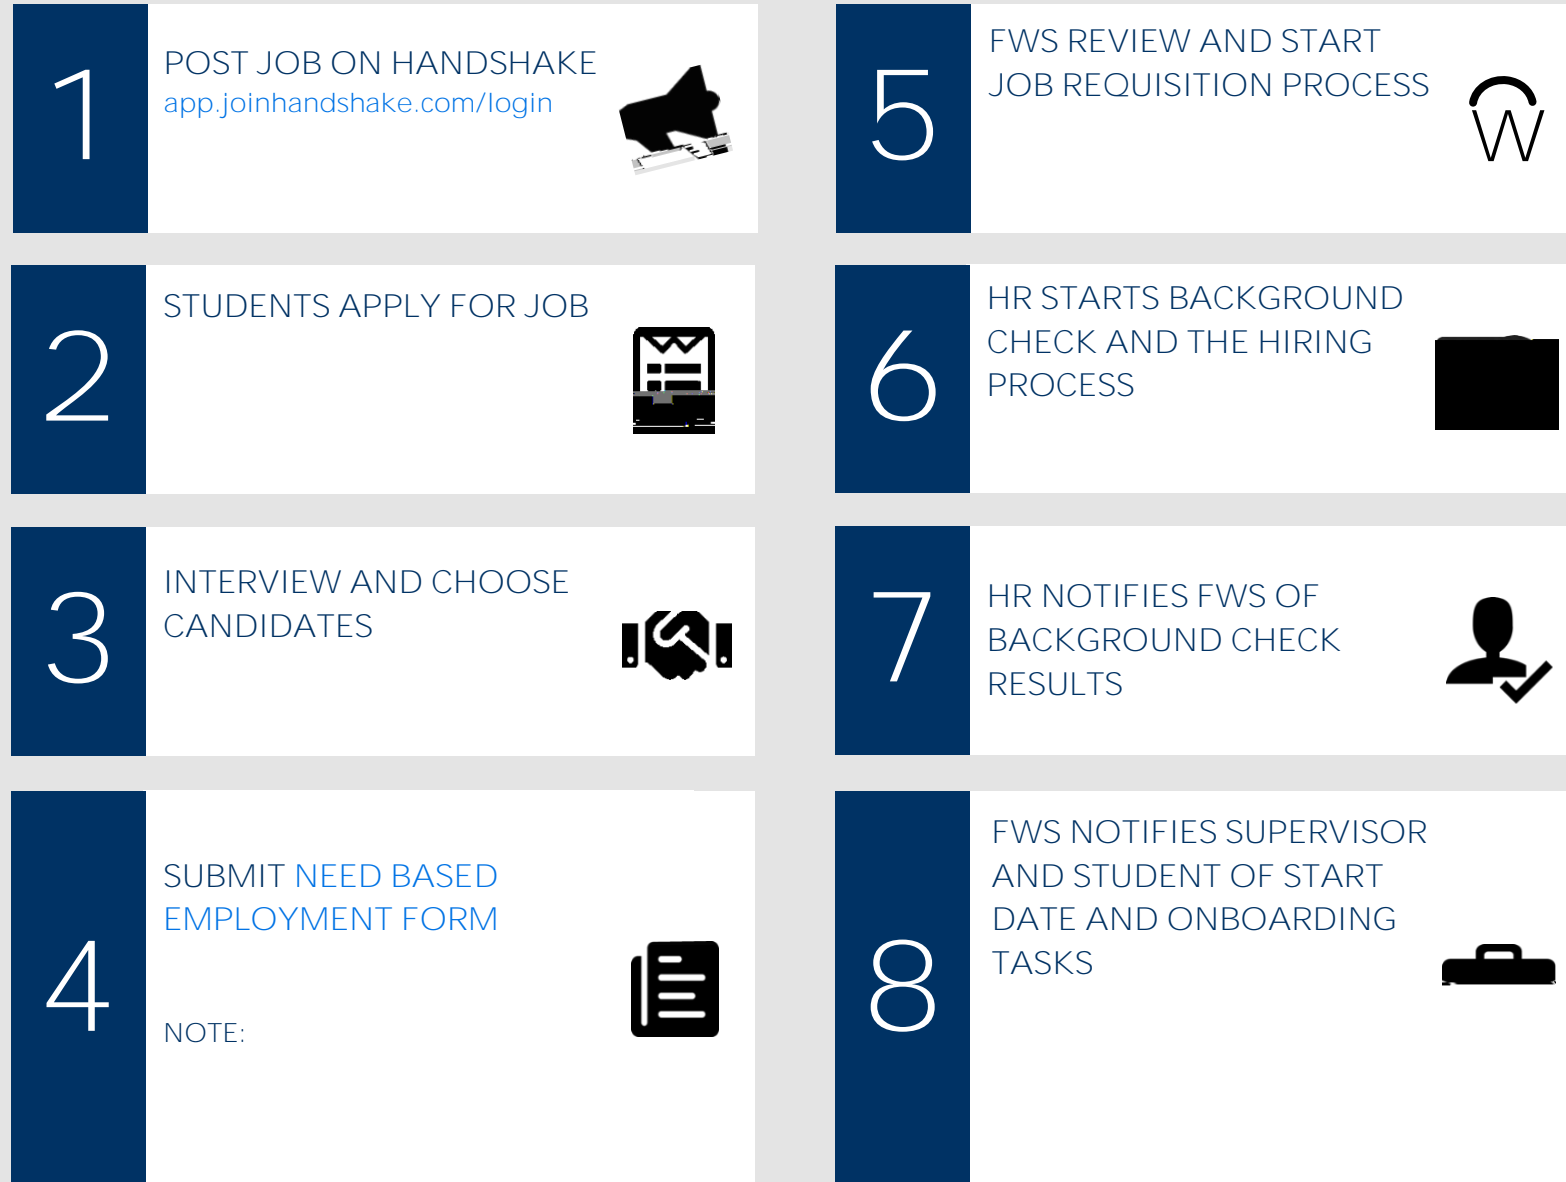 1
POST JOB ON HANDSHAKE
app.joinhandshake.com/login
2
STUDENTS APPLY FOR JOB
3
INTERVIEW AND CHOOSE
CANDIDATES
4
SUBMIT NEED BASED
EMPLOYMENT FORM
NOTE:
5
FWS REVIEW AND START
JOB REQUISITION PROCESS
W
6
HR STARTS BACKGROUND
CHECK AND THE HIRING
PROCESS
7
HR NOTIFIES FWS OF
BACKGROUND CHECK
RESULTS
8
FWS NOTIFIES SUPERVISOR
AND STUDENT OF START
DATE AND ONBOARDING
TASKS